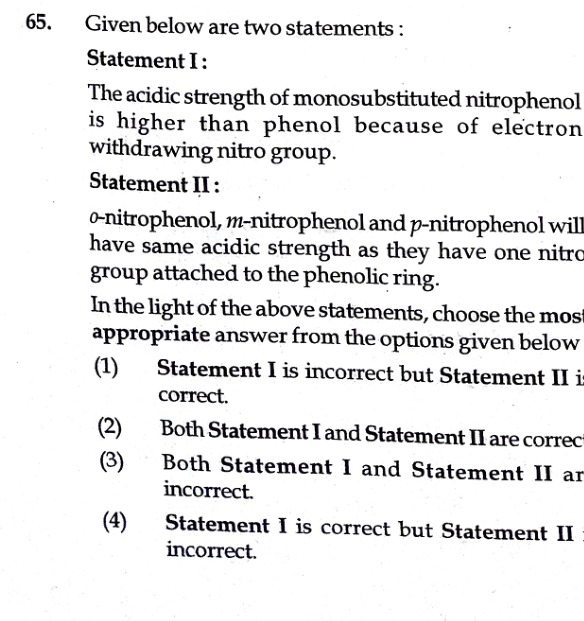 65. Given below are two statements :
Statement I :
The acidic strength of monosubstituted nitrophenol
is higher than phenol because of electron
withdrawing nitro group.
Statement II :
o-nitrophenol, m-nitrophenol and p-nitrophenol will
have same acidic strength as they have one nitro
group attached to the phenolic ring.
In the light of the above statements, choose the most
appropriate answer from the options given below
(1) Statement I is incorrect but Statement II is
correct.
(2) Both Statement I and Statement II are correc
(3) Both Statement I and Statement II ar
incorrect.
(4) Statement I is correct but Statement II
incorrect.